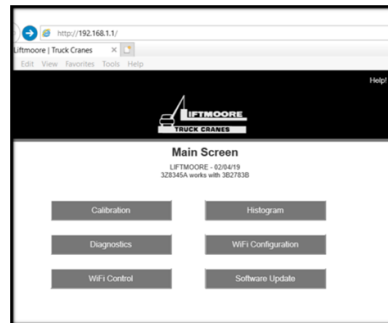 http://192.168.1.1/
Liftmoore | Truck Cranes
Edit View Favorites Tools Help
Help!
LIFTMOORE
TRUCK CRANES
Main Screen
LIFTMOORE - 02/04/19
3Z8345A works with 3B2783B
Calibration Histogram
Diagnostics WiFi Configuration
WiFi Control Software Update